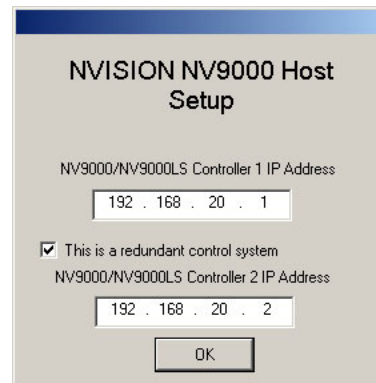 NVISION NV9000 Host
Setup
NV9000/NV9000LS Controller 1 IP Address
192 . 168 . 20 . 1
This is a redundant control system
NV9000/NV9000LS Controller 2 IP Address
192 . 168 . 20 . 2
OK